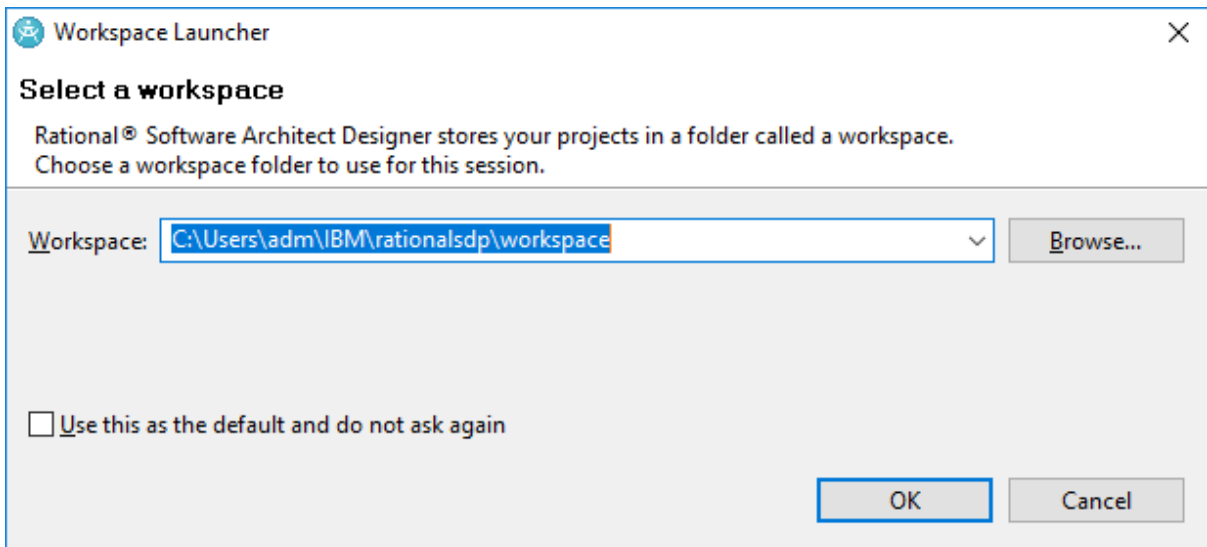 Workspace Launcher
Select a workspace
Rational® Software Architect Designer stores your projects in a folder called a workspace.
Choose a workspace folder to use for this session.
Workspace: C:\Users\adm\IBM\rationalsdp\workspace Browse...
Use this as the default and do not ask again
OK Cancel